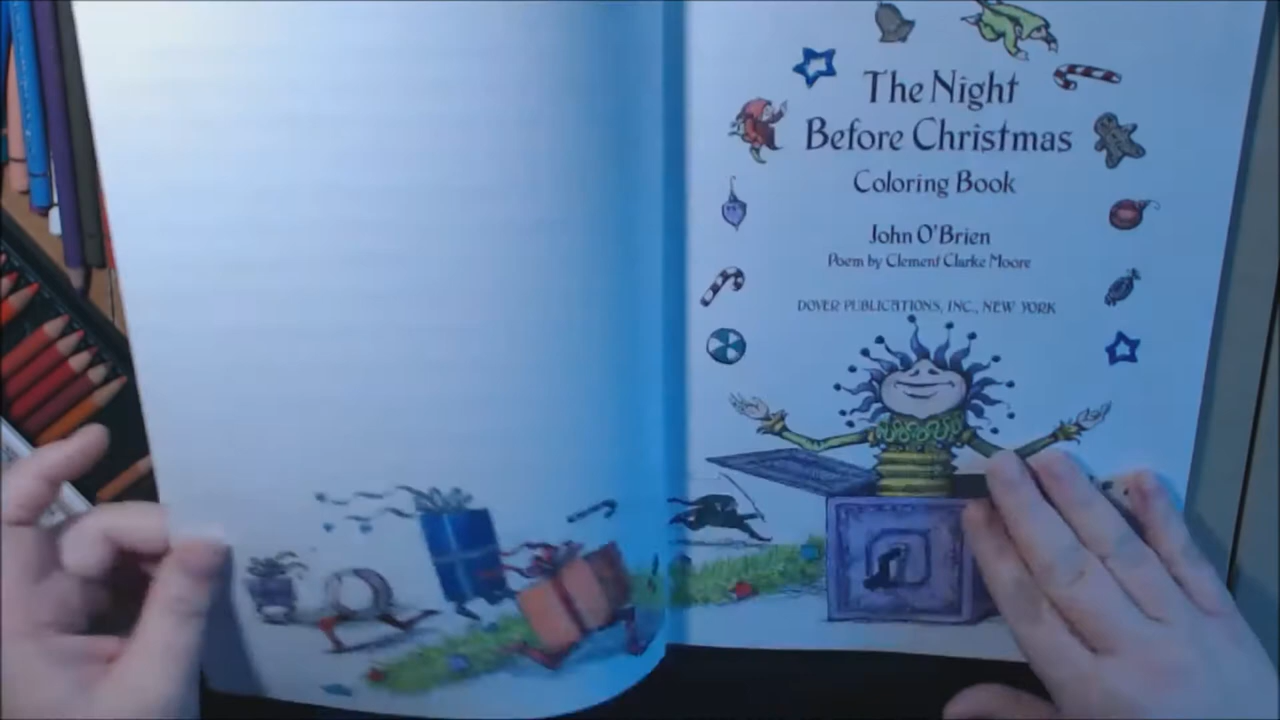 The Night
Before Christmas
Coloring Book
John O'Brien
Poem by Clement Clarke Moore
DOVER PUBLICATIONS, INC., NEW YORK